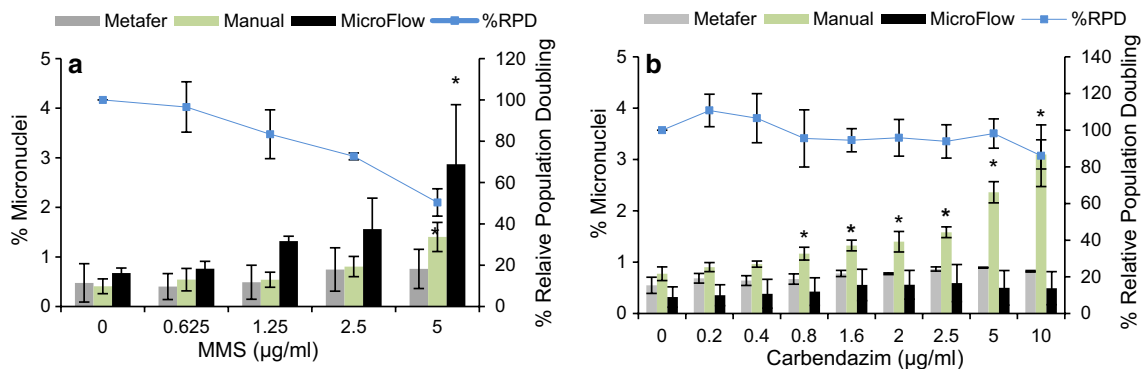 Metafer Manual MicroFlow %RPD
a
% Micronuclei
5
4
3
2
1
0
120
100
80
60
40
20
0
% Relaive Population Doubling
*
*
0 0.625 1.25 2.5 5
MMS (µg/ml)
Metafer Manual MicroFlow %RPD
b
% Micronuclei
5
4
3
2
1
0
140
120
100
80
60
40
20
0
% Relative Population Doubling
* * * * * *
0 0.2 0.4 0.8 1.6 2 2.5 5 10
Carbendazim (µg/ml)